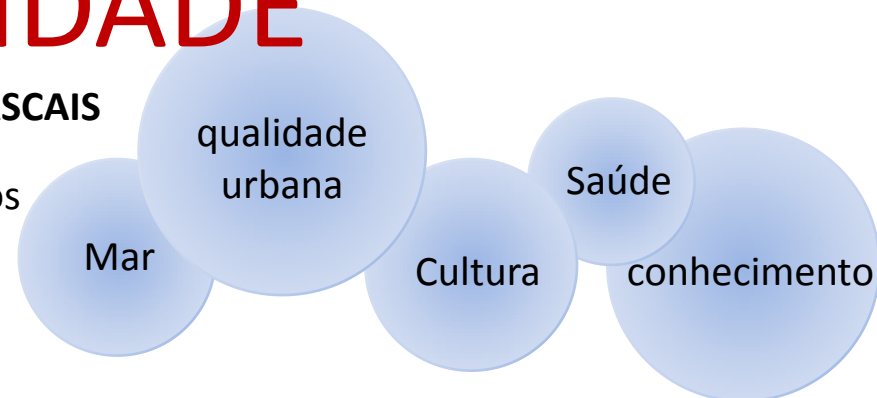 IDADE
SCAIS
os
qualidade
urbana
Saúde
Mar
Cultura
conhecimento